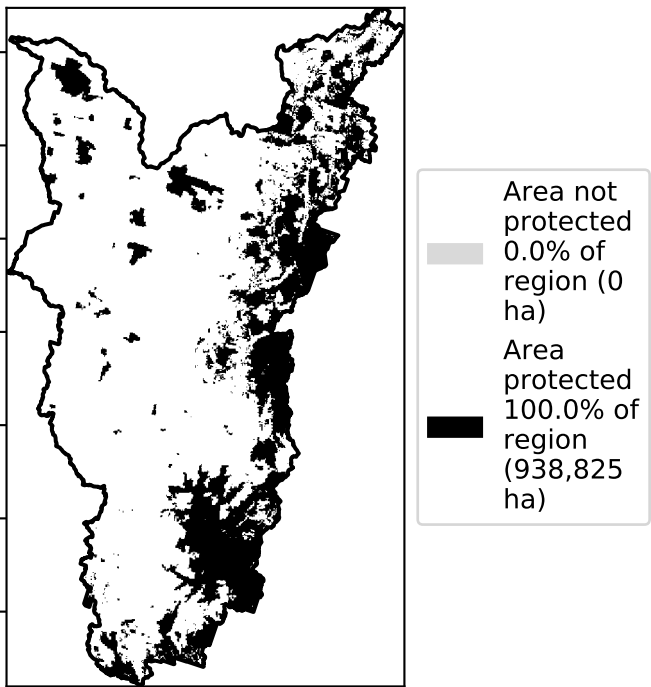 Area not
protected
0.0% of
region (0
ha)
Area
protected
100.0% of
region
(938,825
ha)